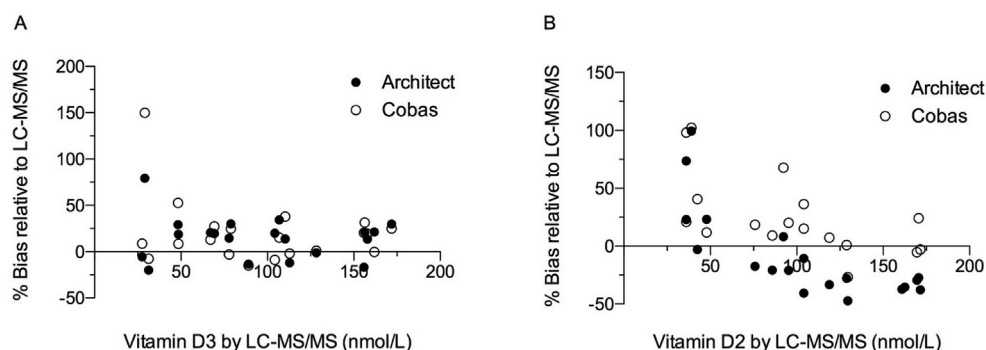 A
% Bias relative to LC-MS/MS
200
150
100
50
0
-50
50
100
150
200
Architect
Cobas
Vitamin D3 by LC-MS/MS (nmol/L)
B
% Bias relative to LC-MS/MS
150
100
50
0
-50
50
100
150
200
Architect
Cobas
Vitamin D2 by LC-MS/MS (nmol/L)